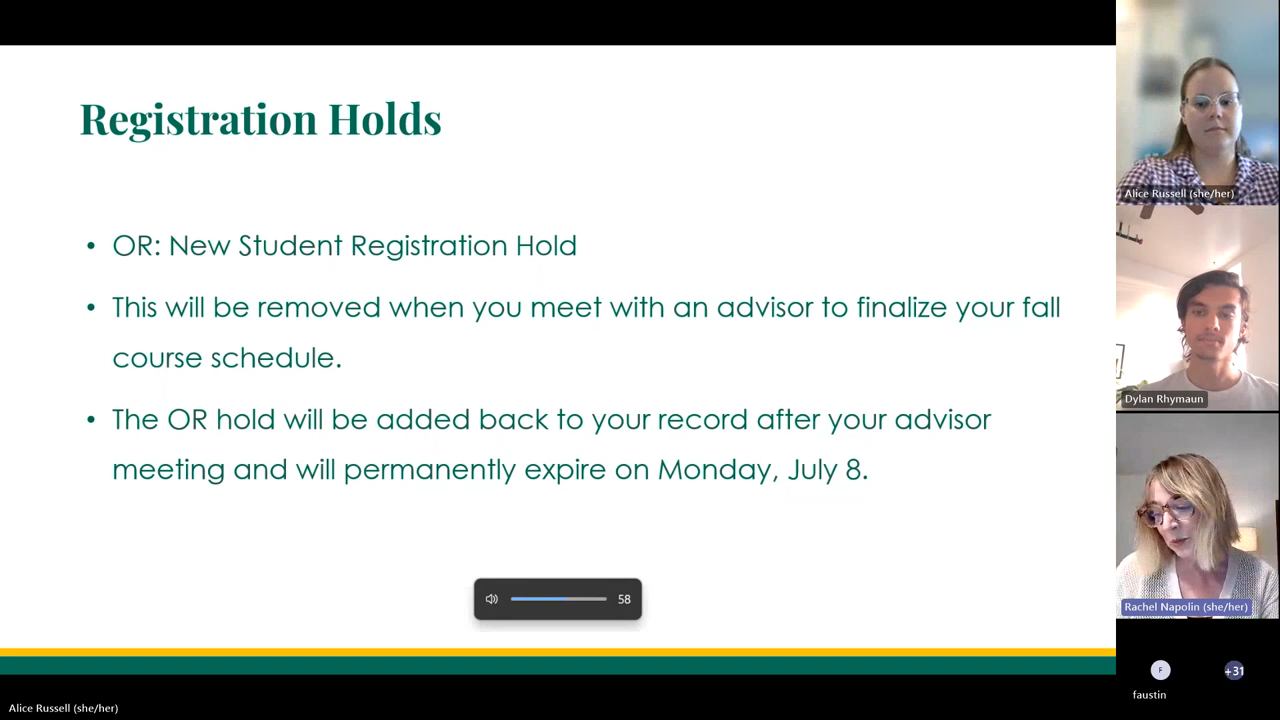 Registration Holds
• OR: New Student Registration Hold
• This will be removed when you meet with an advisor to finalize your fall
course schedule.
• The OR hold will be added back to your record after your advisor
meeting and will permanently expire on Monday, July 8.
58
Alice Russell (she/her)
Alice Russell (she/her)
Dylan Rhymaun
Rachel Napolin (she/her)
F
+31
faustin